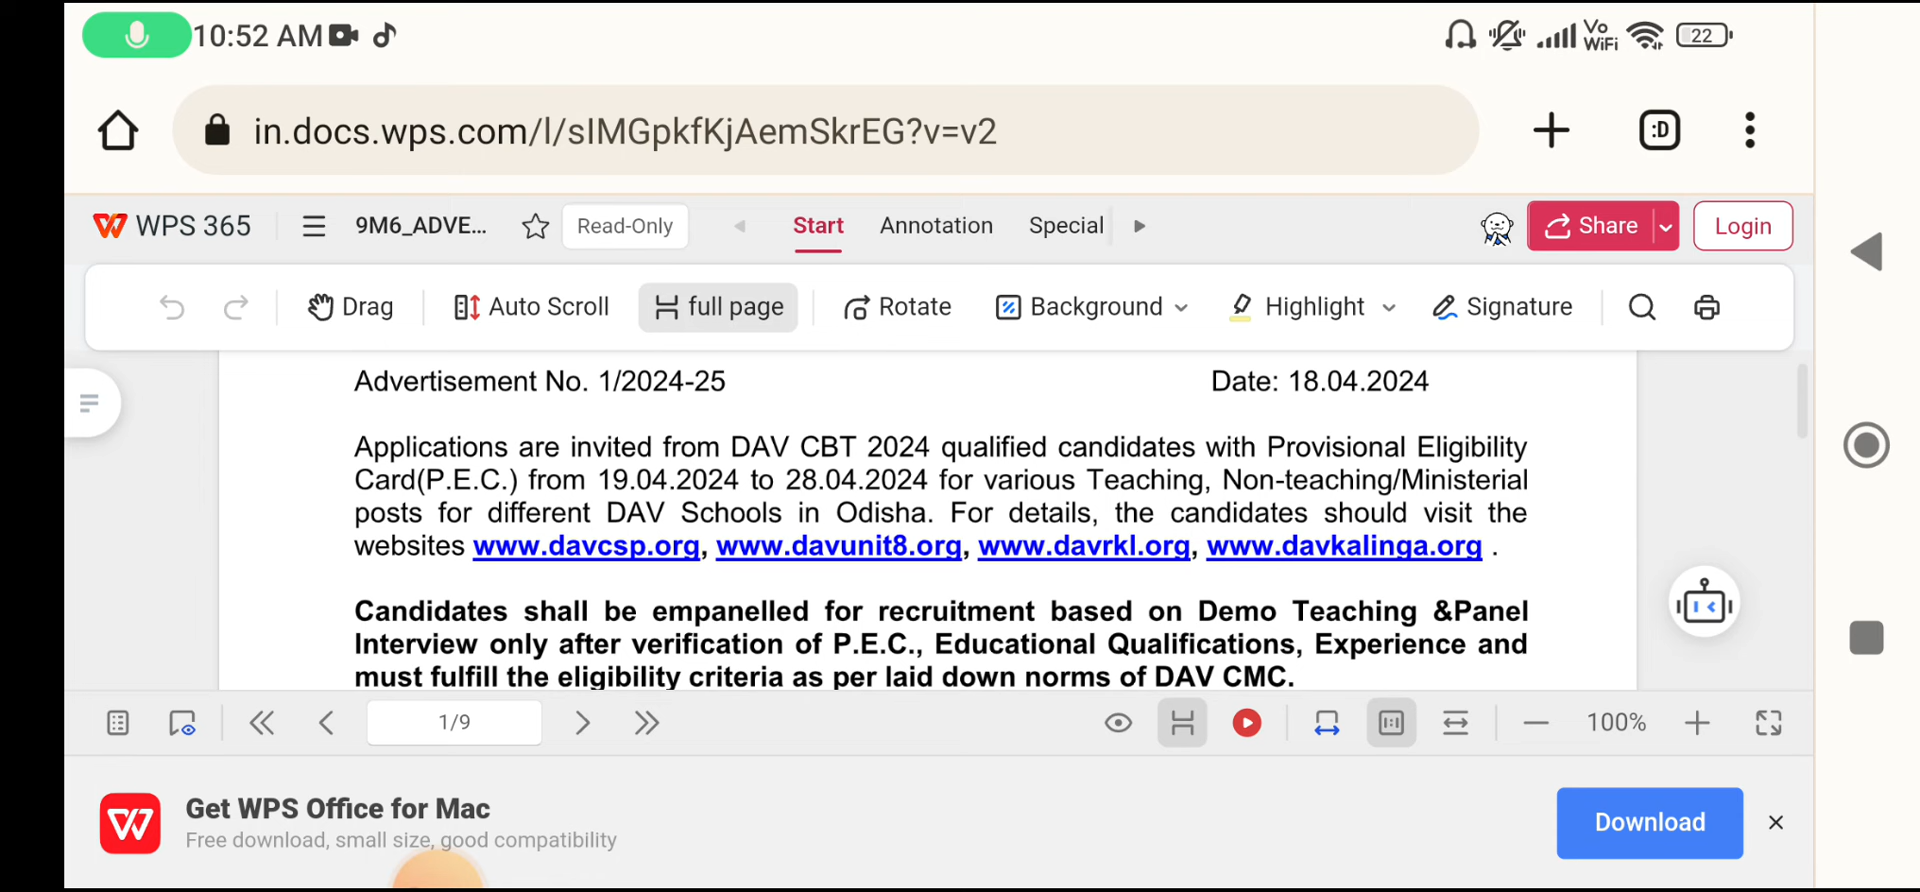 10:52 AM
Vo
WiFi
22
in.docs.wps.com/l/sIMGpkfKjAemSkrEG?v=v2
:D
WPS 365
9M6_ADVE...
Read-Only
Start
Annotation
Special
Share
Login
Drag
Auto Scroll
full page
Rotate
Background
Highlight
Signature
Advertisement No. 1/2024-25
Date: 18.04.2024
Applications are invited from DAV CBT 2024 qualified candidates with Provisional Eligibility
Card(P.E.C.) from 19.04.2024 to 28.04.2024 for various Teaching, Non-teaching/Ministerial
posts for different DAV Schools in Odisha. For details, the candidates should visit the
websites www.davcsp.org, www.davunit8.org, www.davrkl.org, www.davkalinga.org .
Candidates shall be empanelled for recruitment based on Demo Teaching &Panel
Interview only after verification of P.E.C., Educational Qualifications, Experience and
must fulfill the eligibility criteria as per laid down norms of DAV CMC.
1/9
100%
Get WPS Office for Mac
Free download, small size, good compatibility
Download